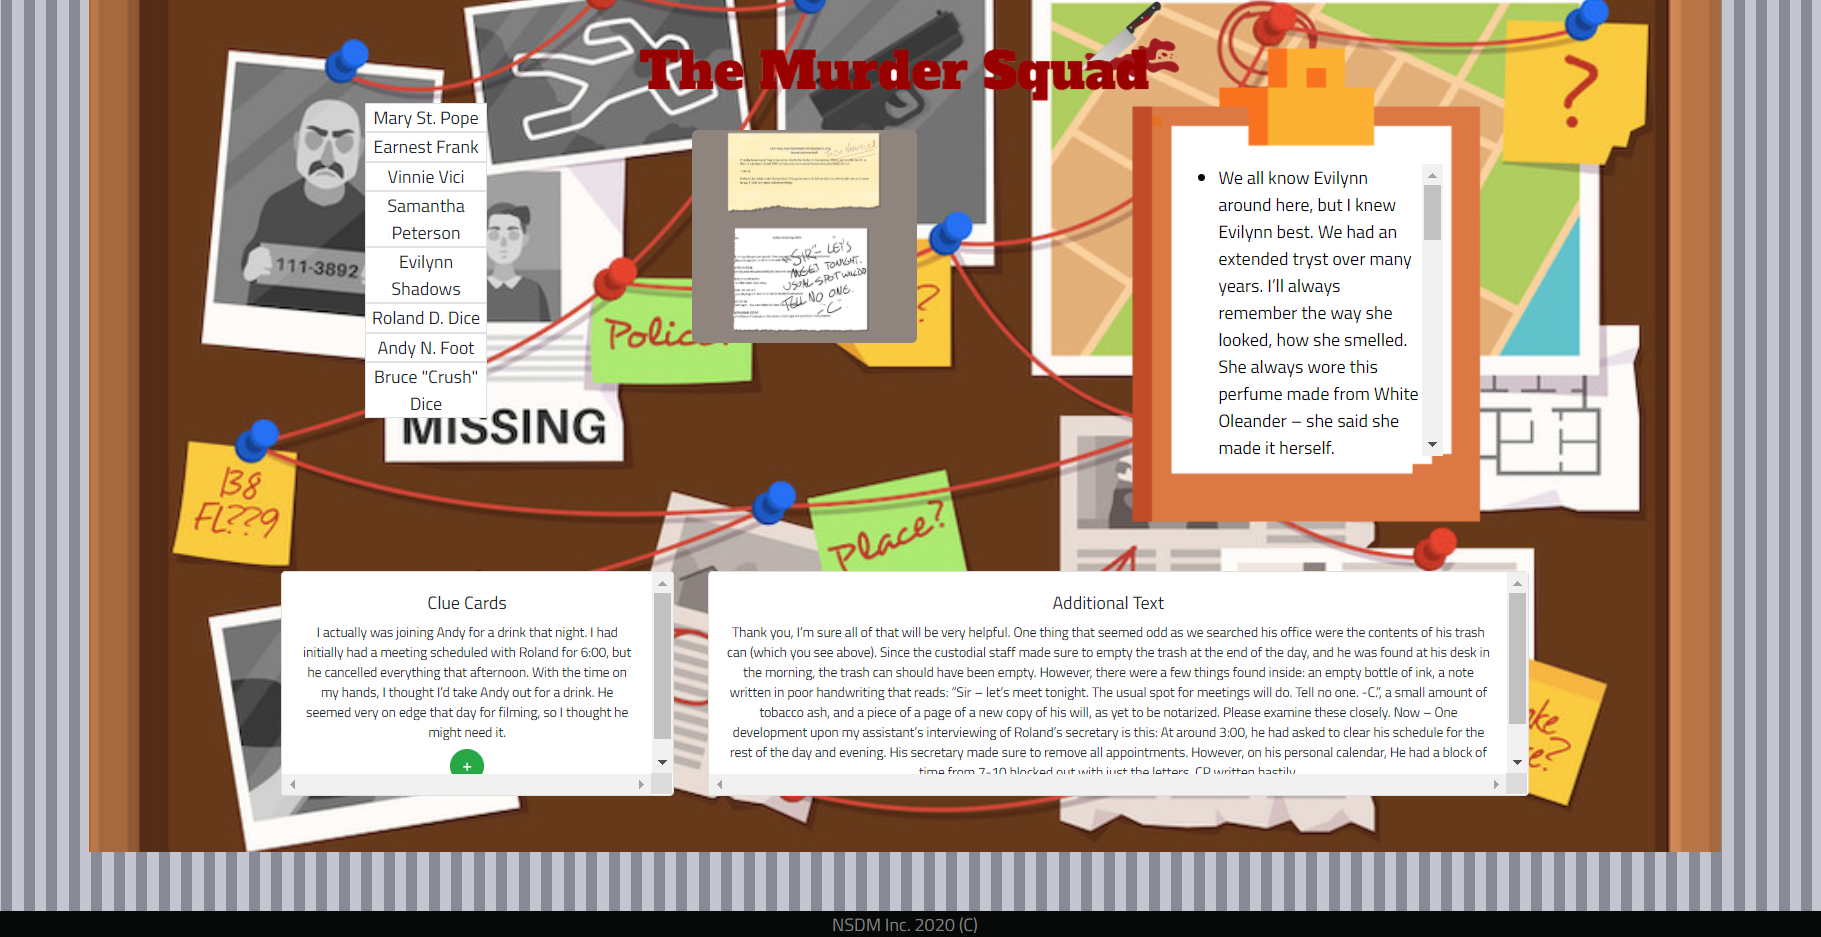 The Murder Squad
?
Mary St. Pope
Earnest Frank
Vinnie Vici
Samantha
Peterson
Evilynn
Shadows
Roland D. Dice
Andy N. Foot
Bruce "Crush"
Dice
111-3892
MISSING
Polic
?
To Be Notarized
"SIR- LET'S
MEET TONIGHT.
USUAL SPOT WILL DO
TELL NO ONE.
-C"
We all know Evilynn
around here, but I knew
Evilynn best. We had an
extended tryst over many
years. I’ll always
remember the way she
looked, how she smelled.
She always wore this
perfume made from White
Oleander – she said she
made it herself.
B8
FL??9
Place?
Clue Cards
I actually was joining Andy for a drink that night. I had
initially had a meeting scheduled with Roland for 6:00, but
he cancelled everything that afternoon. With the time on
my hands, I thought I’d take Andy out for a drink. He
seemed very on edge that day for filming, so I thought he
might need it.
+
Additional Text
Thank you, I’m sure all of that will be very helpful. One thing that seemed odd as we searched his office were the contents of his trash
can (which you see above). Since the custodial staff made sure to empty the trash at the end of the day, and he was found at his desk in
the morning, the trash can should have been empty. However, there were a few things found inside: an empty bottle of ink, a note
written in poor handwriting that reads: “Sir – let’s meet tonight. The usual spot for meetings will do. Tell no one. -C.”, a small amount of
tobacco ash, and a piece of a page of a new copy of his will, as yet to be notarized. Please examine these closely. Now – One
development upon my assistant’s interviewing of Roland’s secretary is this: At around 3:00, he had asked to clear his schedule for the
rest of the day and evening. His secretary made sure to remove all appointments. However, on his personal calendar, He had a block of
time from 7-10 blocked out with just the letters, CP written hastily.
NSDM Inc. 2020 (C)